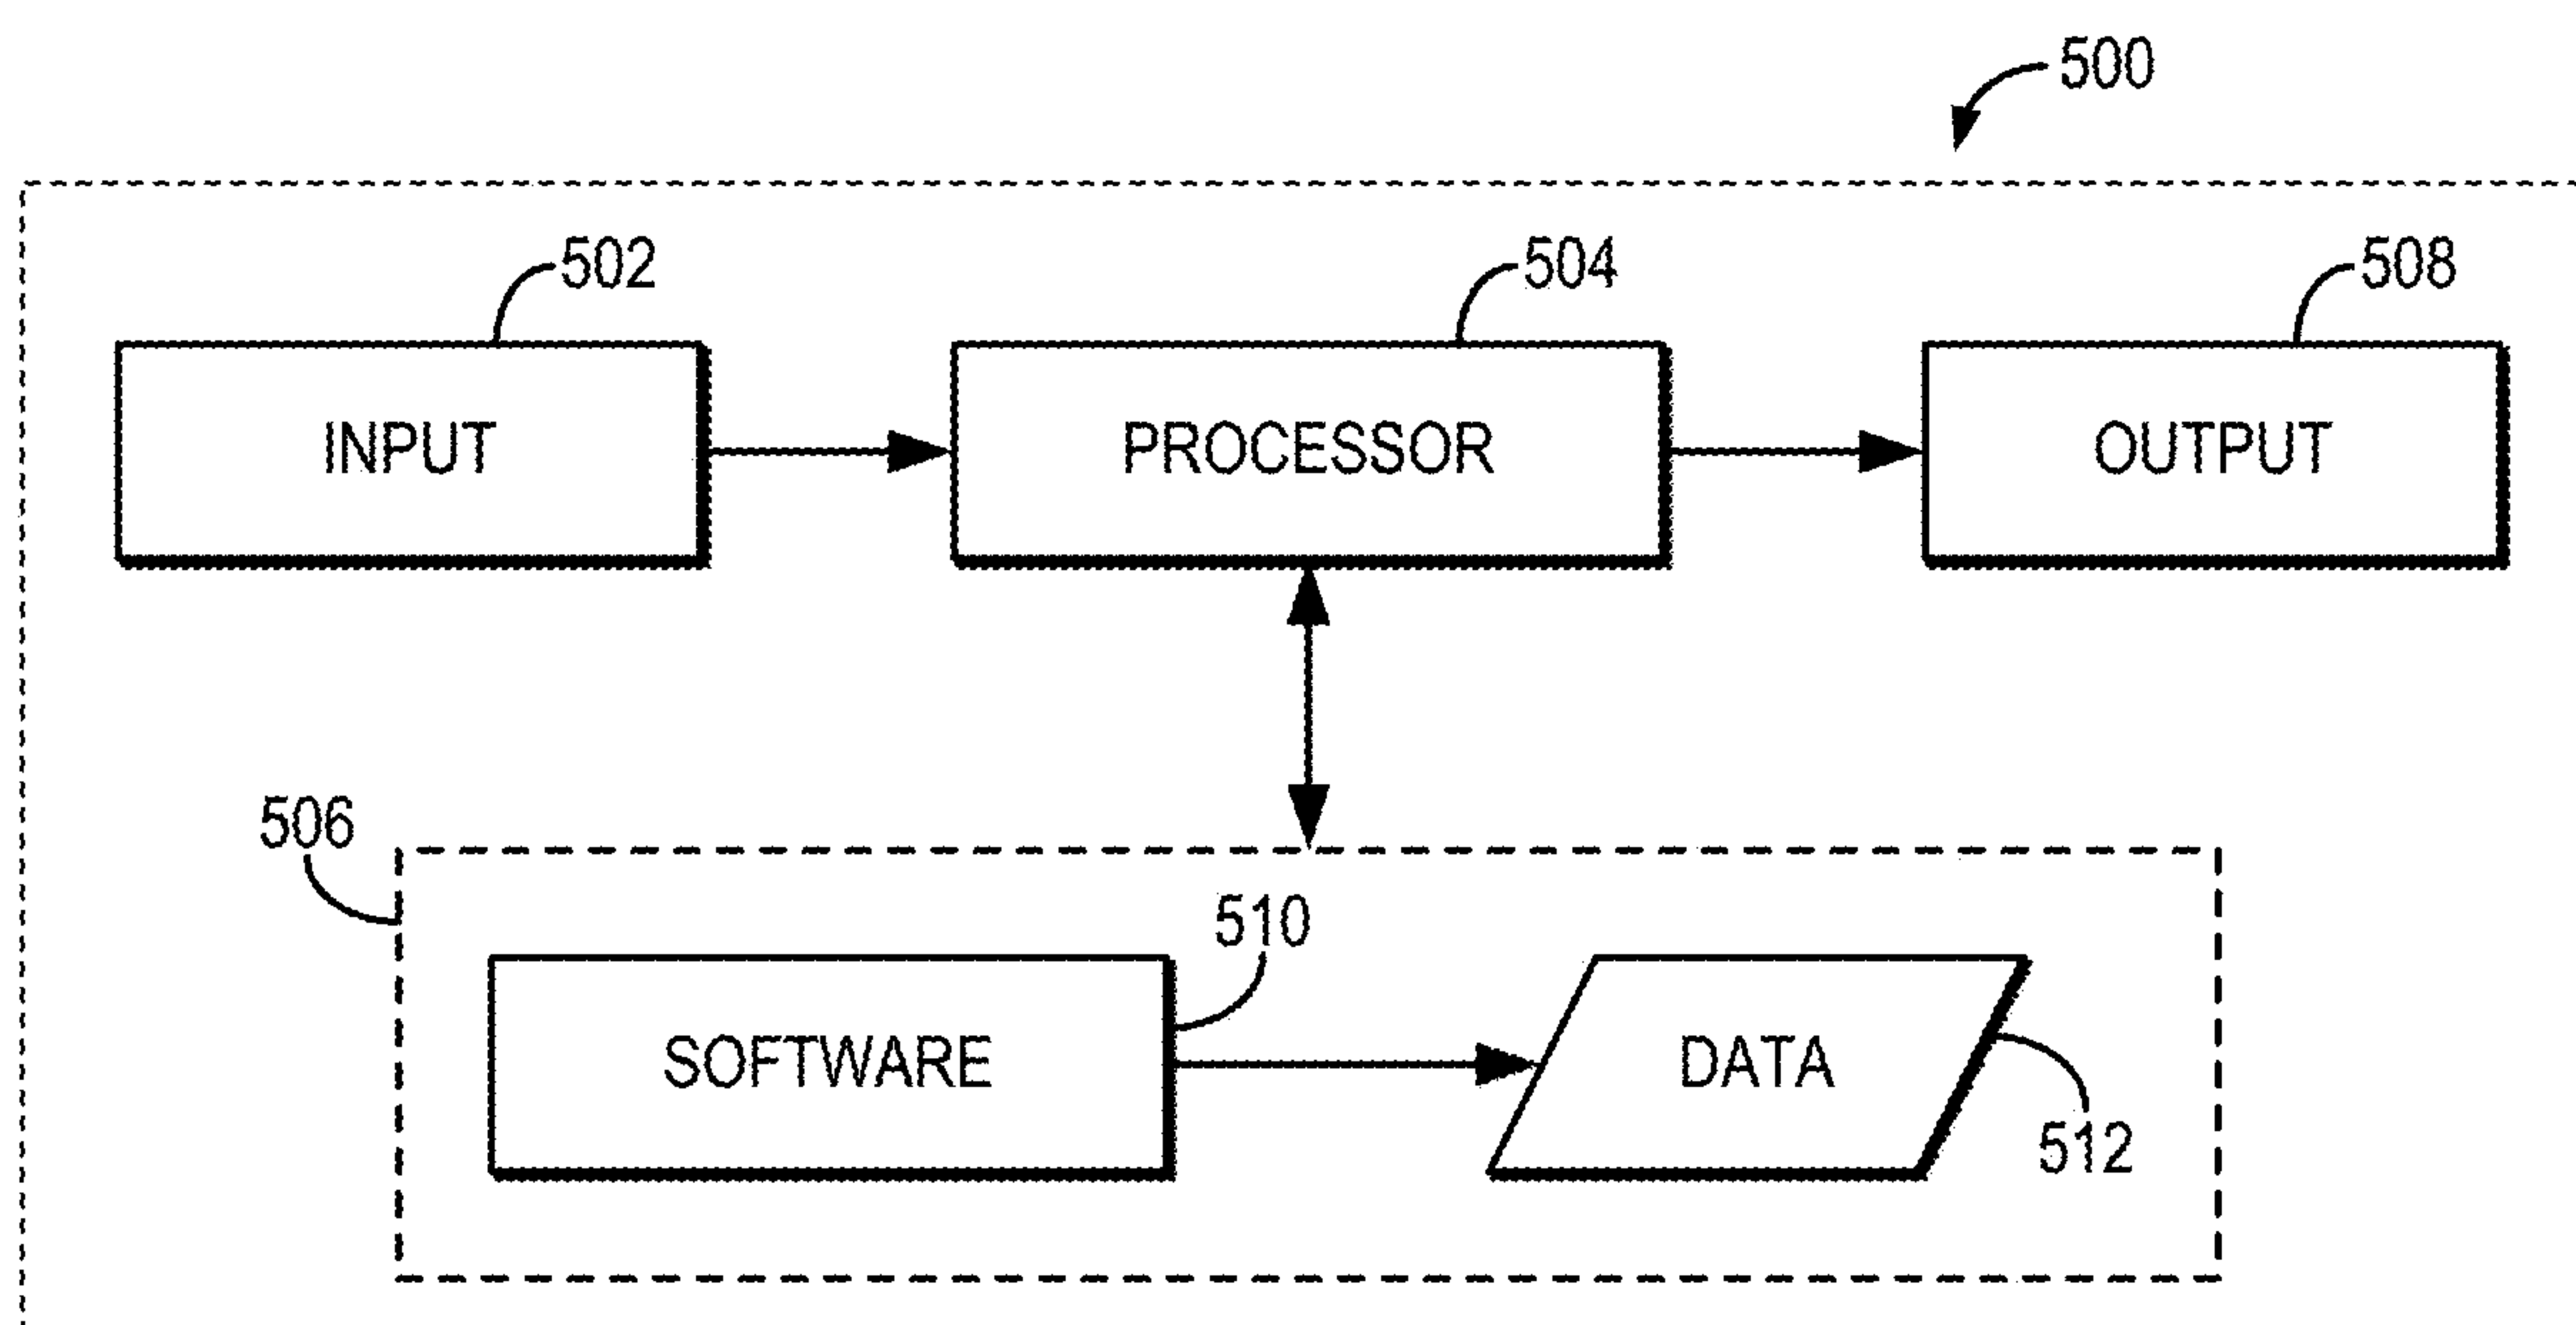 500
502
504
508
INPUT
PROCESSOR
OUTPUT
506
510
SOFTWARE
DATA
512